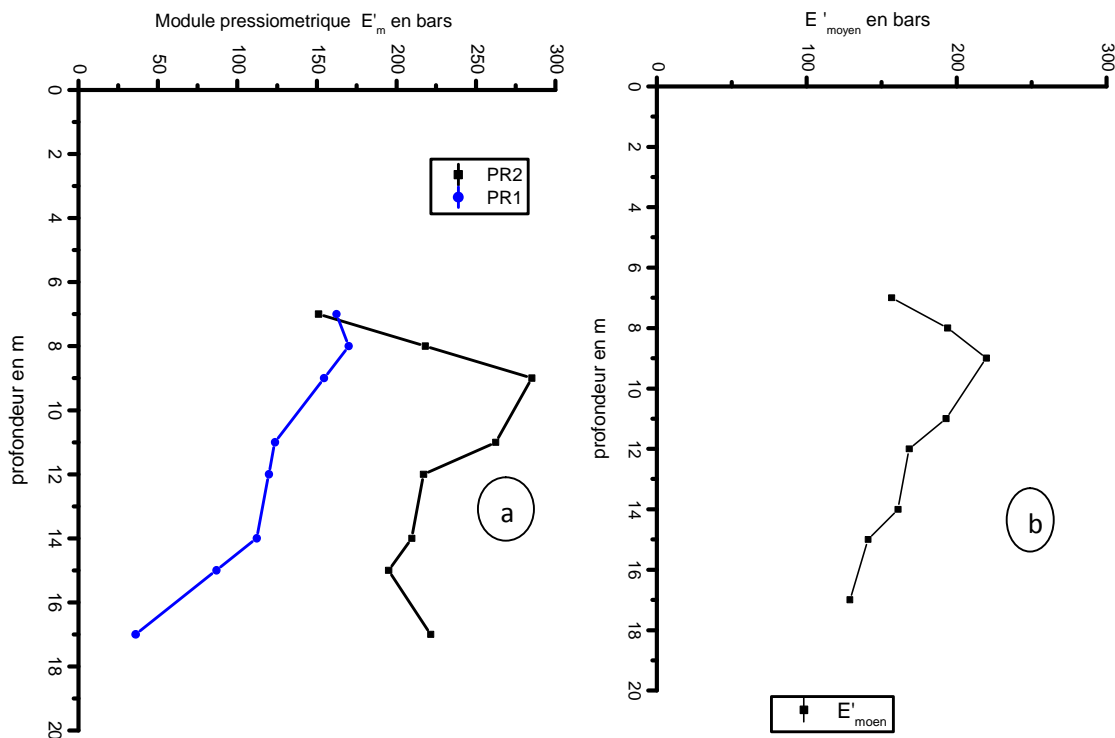 Module pressiometrique E'm en bars
0 50 100 150 200 250 300
0
2
4
6
8
10
12
14
16
18
20
profondeur en m
PR2
PR1
a
E'moyen en bars
0 100 200 300
0
2
4
6
8
10
12
14
16
18
20
profondeur en m
b
E'moen